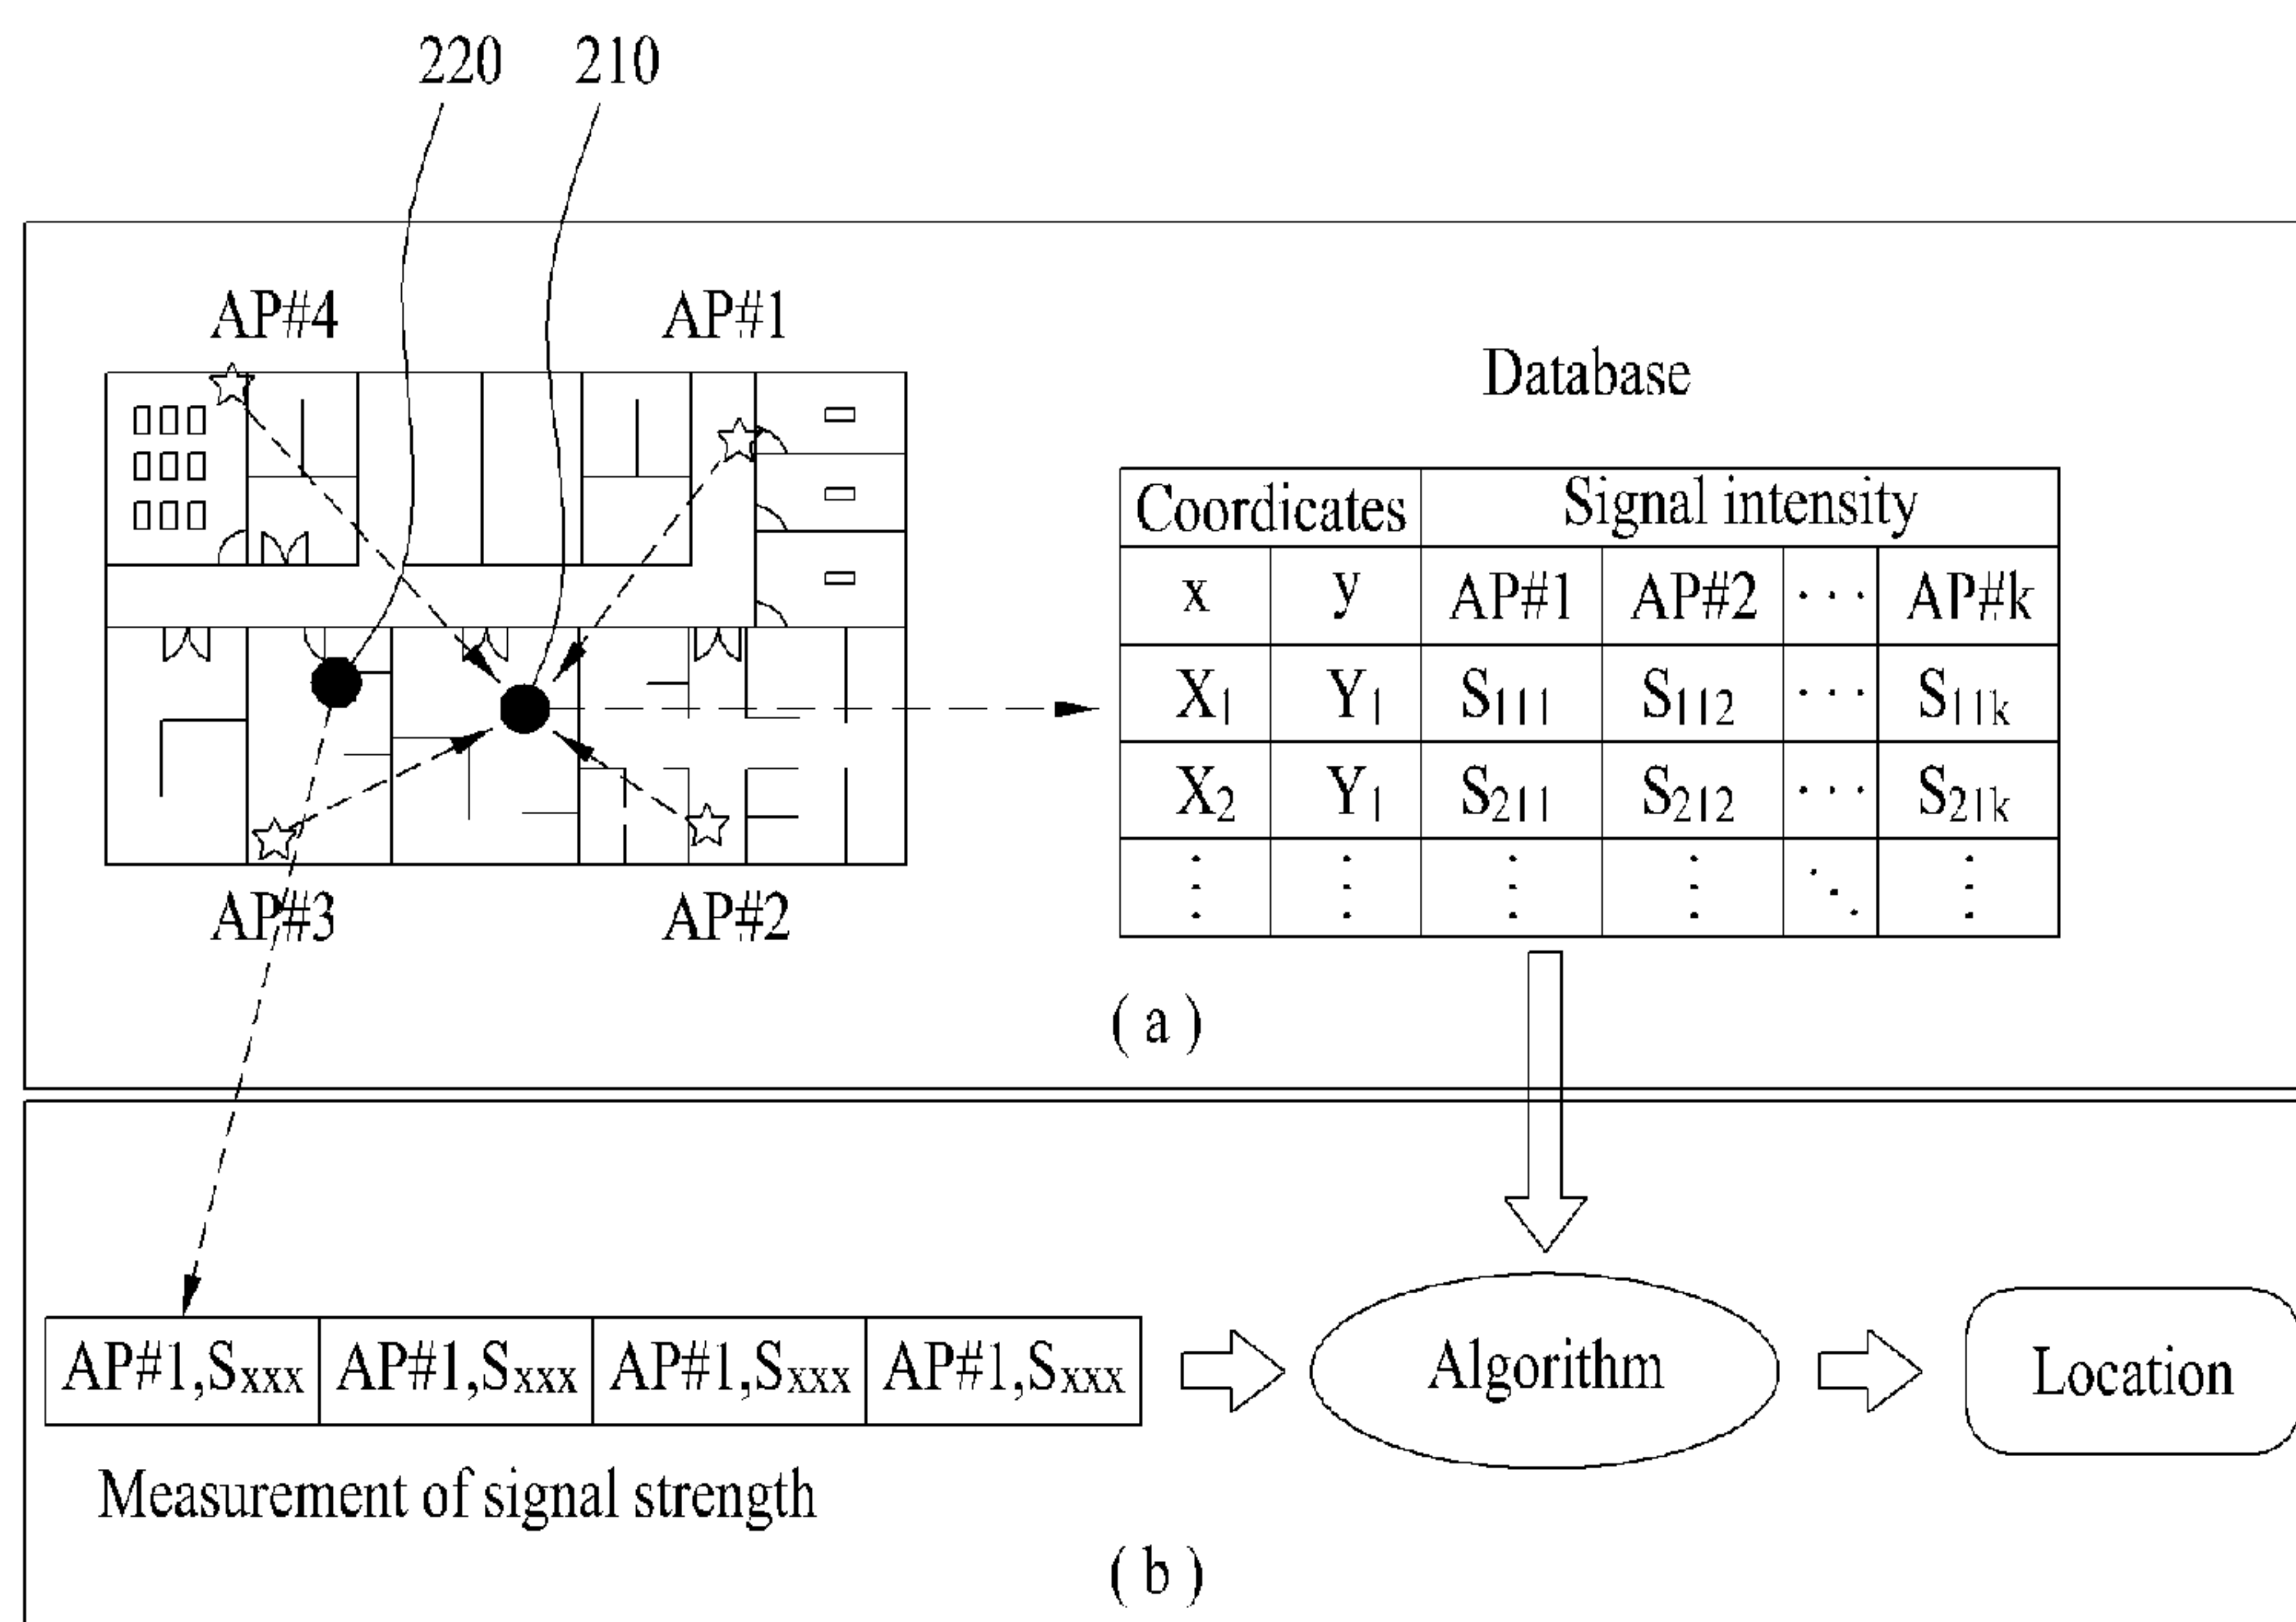 220 210
AP#4 AP#1
Database
Coordicates Signal intensity
x y AP#1 AP#2 ··· AP#k
X1 Y1 S111 S112 ··· S11k
X2 Y1 S211 S212 ··· S21k
AP#3 AP#2
( a )
AP#1,Sxxx AP#1,Sxxx AP#1,Sxxx AP#1,Sxxx
Algorithm
Location
Measurement of signal strength
( b )